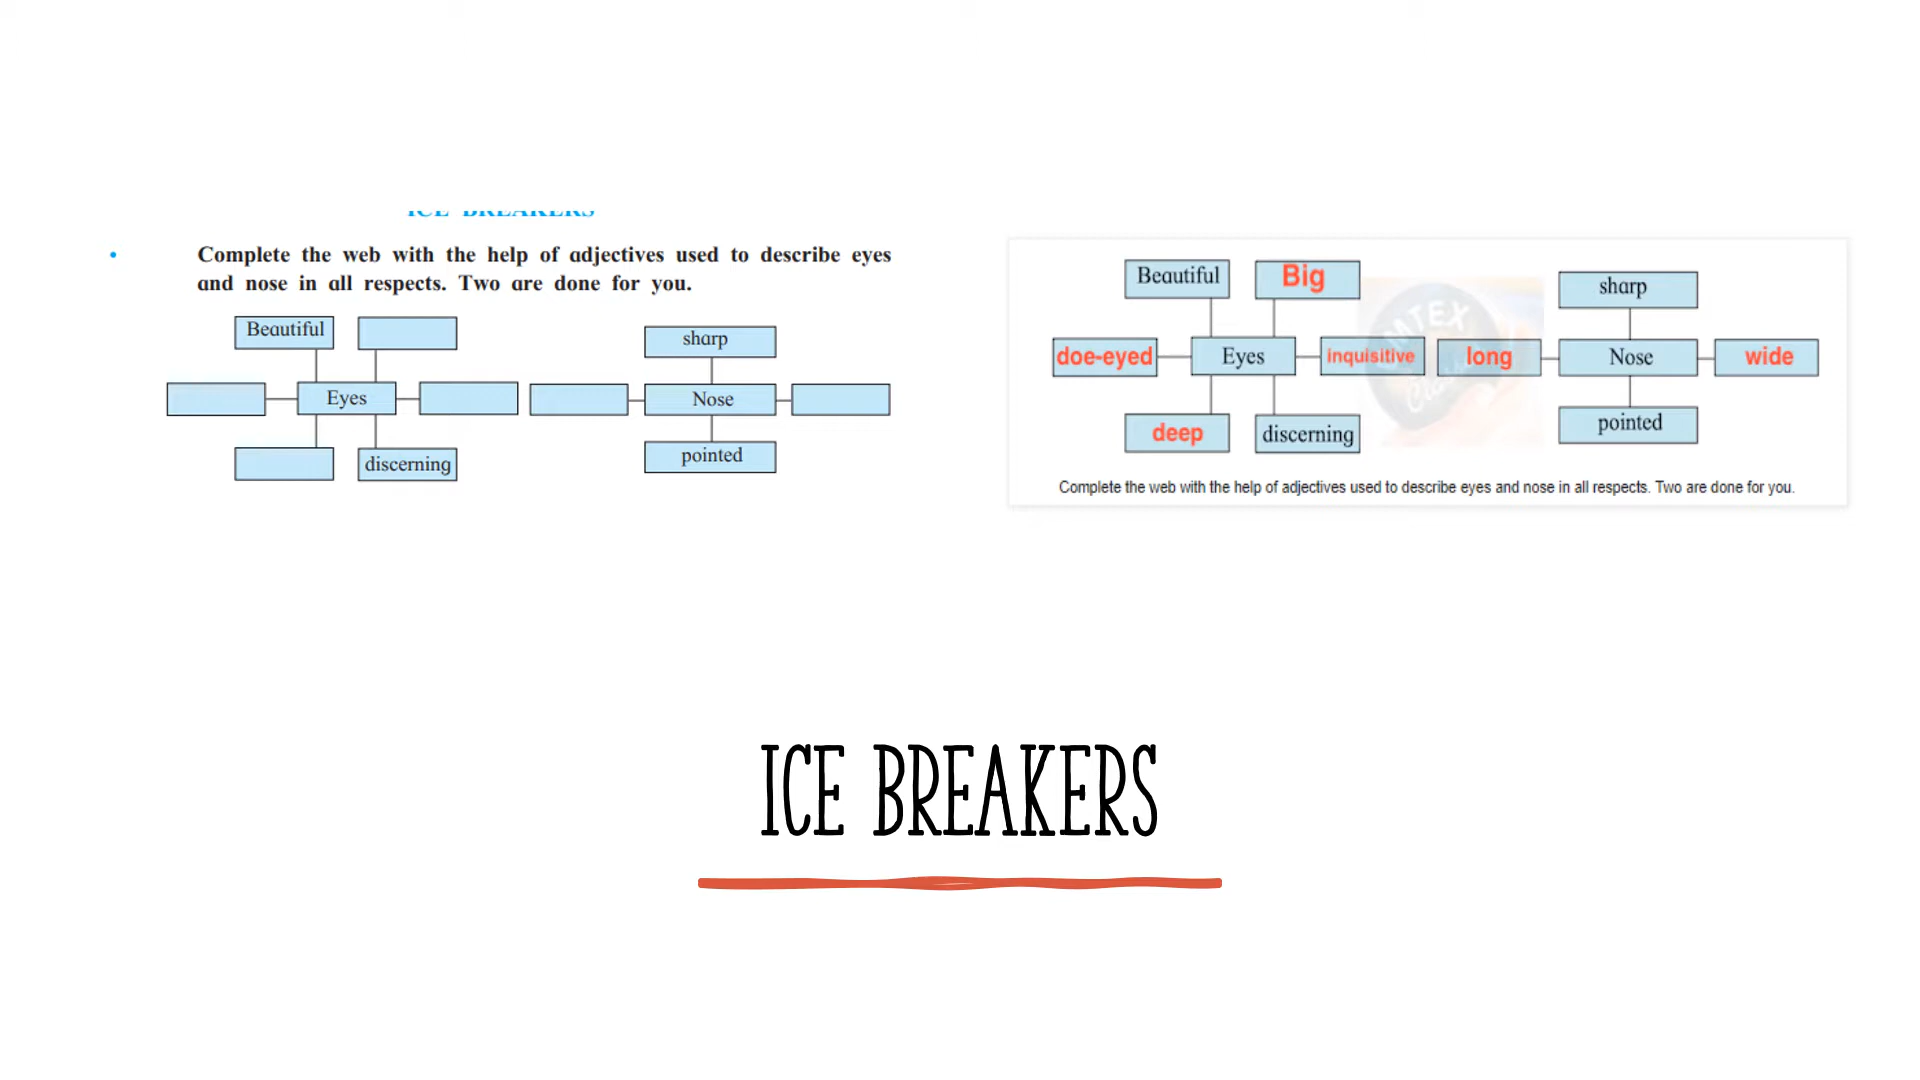 ICE BREAKERS
• Complete the web with the help of adjectives used to describe eyes
and nose in all respects. Two are done for you.
Beautiful
Eyes
discerning
sharp
Nose
pointed
Beautiful Big
doe-eyed Eyes inquisitive
deep discerning
sharp
long Nose wide
pointed
Complete the web with the help of adjectives used to describe eyes and nose in all respects. Two are done for you.
ICE BREAKERS